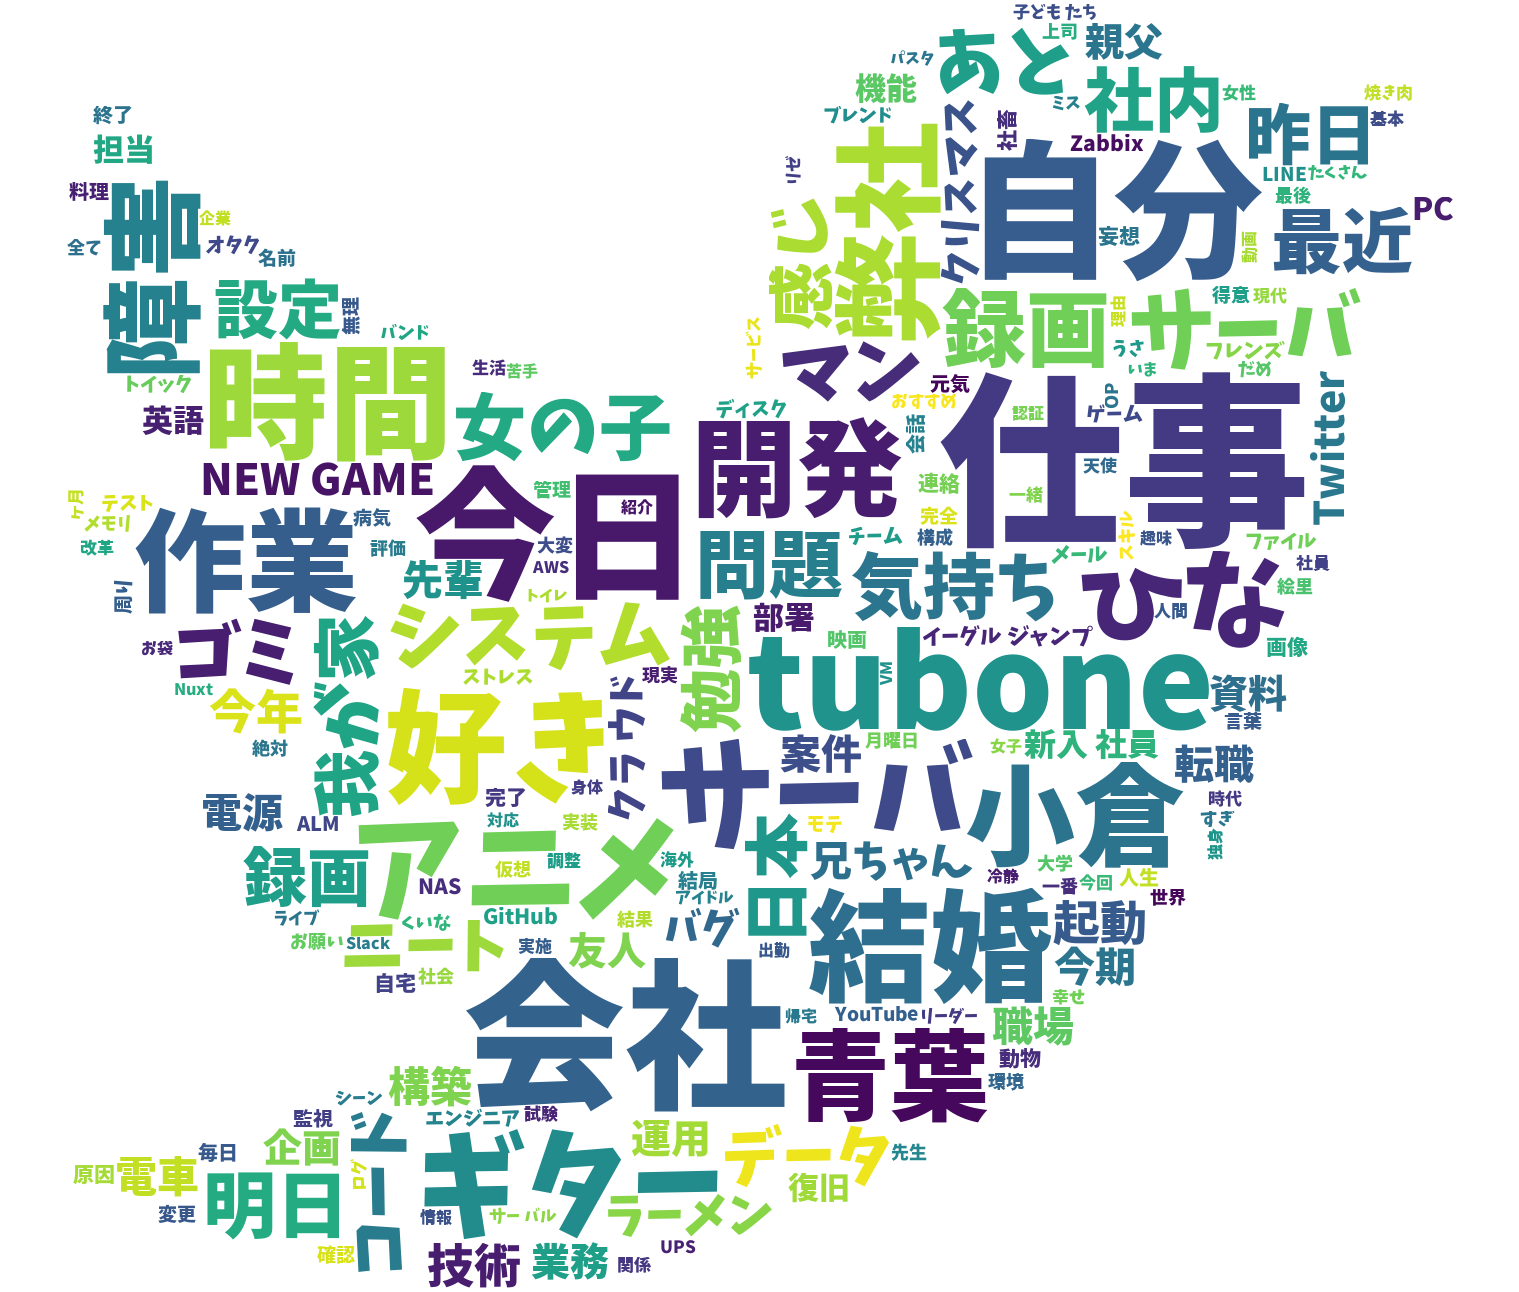 子どもたち
上司
親父
あと
パスタ
機能
社内
女性
焼き肉
ミス
ブレンド
終了
昨日
基本
社畜
Zabbix
担当
弊社
クリスマス
自分
リゼ
LINE
たくさん
最後
料理
障害
企業
感じ
PC
最近
妄想
動画
全て
オタク
名前
設定
無理
録画
理由
サーバ
得意
現代
バンド
サービス
マン
うさ
フレンズ
いま
だめ
時間
生活
苦手
トイック
元気
おすすめ
TOP
仕事
Twitter
英語
女の子
ディスク
開発
会話
認証
ゲーム
天使
NEW GAME
今日
管理
紹介
連絡
一緒
ヶ月
テスト
メモリ
作業
病気
完全
スキル
改革
評価
大変
問題
チーム
構成
趣味
ファイル
AWS
先輩
気持ち
メール
ひな
社員
絵里
周い
トイレ
システム
勉強
部署
人間
お袋
ゴミ
我が家
映画
イーグル ジャンプ
画像
tubone
VM
ストレス
現実
Nuxt
今年
好き
クラウド
資料
言葉
絶対
サーバ
案件
月曜日
女子
新入 社員
転職
身体
完了
電源
ALM
対応
実装
小倉
時代
すぎ
アニメ
モテ
日本
兄ちゃん
独身
録画
仮想
調整
海外
大学
NAS
結局
冷静
一番
今回
人生
アイドル
結婚
世界
ライブ
くいな
GitHub
結果
バグ
起動
お願い
Slack
ニート
実施
友人
出勤
今期
自宅
社会
会社
幸せ
帰宅
YouTube
リーダー
職場
青葉
動物
構築
環境
シーン
監視
コード
エンジニア
試験
毎日
企画
ギター
運用
データ
先生
原因
電車
ログ
明日
復旧
変更
情報
サー バル
ラーメン
確認
技術
業務
関係
UPS